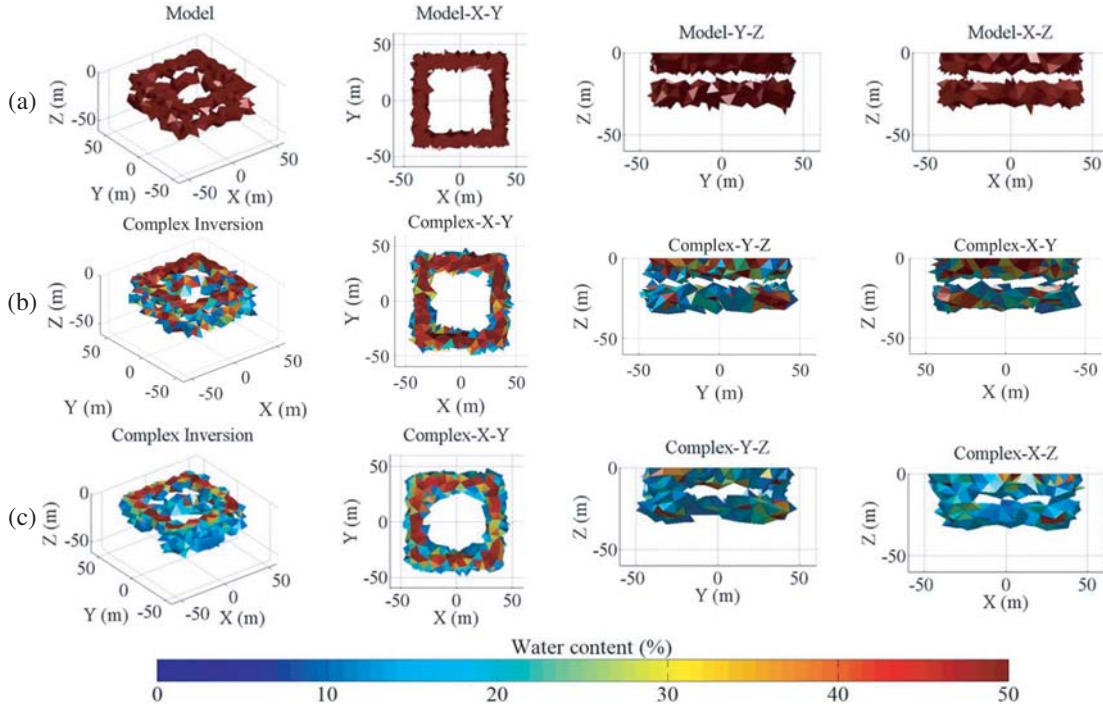 Model
Model-X-Y
Model-Y-Z
Model-X-Z
(a)
Z (m)
0
-50
50
0
-50
Y (m)
-50
0
50
X (m)
Y (m)
50
0
-50
-50
0
50
X (m)
Z (m)
0
-50
-50
0
50
Y (m)
Z (m)
0
-50
-50
0
50
X (m)
Complex Inversion
Complex-X-Y
Complex-Y-Z
Complex-X-Y
(b)
Z (m)
0
-50
50
0
-50
Y (m)
-50
0
50
X (m)
Y (m)
50
0
-50
-50
0
50
X (m)
Z (m)
0
-50
-50
0
50
Y (m)
Z (m)
0
-50
50
0
-50
X (m)
Complex Inversion
Complex-X-Y
Complex-Y-Z
Complex-X-Z
(c)
Z (m)
0
-50
50
0
-50
Y (m)
-50
0
50
X (m)
Y (m)
50
0
-50
-50
0
50
X (m)
Z (m)
0
-50
-50
0
50
Y (m)
Z (m)
0
-50
-50
0
50
X (m)
Water content (%)
0 10 20 30 40 50